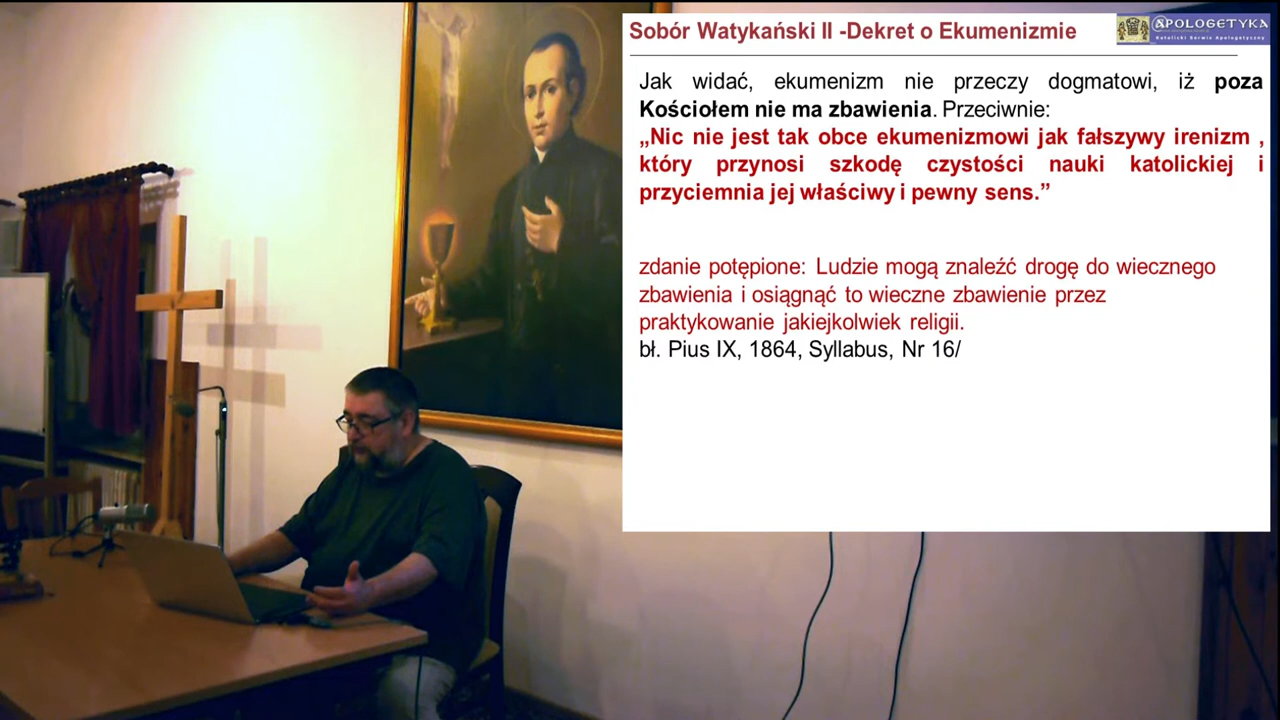 Sobór Watykański II -Dekret o Ekumenizmie
APOLOGETYKA
Katolicki Serwis Apologetyczny
Jak widać, ekumenizm nie przeczy dogmatowi, iż poza
Kościołem nie ma zbawienia. Przeciwnie:
„Nic nie jest tak obce ekumenizmowi jak fałszywy irenizm ,
który przynosi szkodę czystości nauki katolickiej i
przyciemnia jej właściwy i pewny sens.”
zdanie potępione: Ludzie mogą znaleźć drogę do wiecznego
zbawienia i osiągnąć to wieczne zbawienie przez
praktykowanie jakiejkolwiek religii.
bł. Pius IX, 1864, Syllabus, Nr 16/